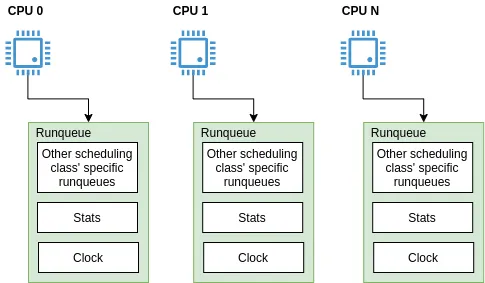 CPU 0
CPU 1
CPU N
Runqueue
Other scheduling
class' specific
runqueues
Stats
Clock
Runqueue
Other scheduling
class' specific
runqueues
Stats
Clock
Runqueue
Other scheduling
class' specific
runqueues
Stats
Clock